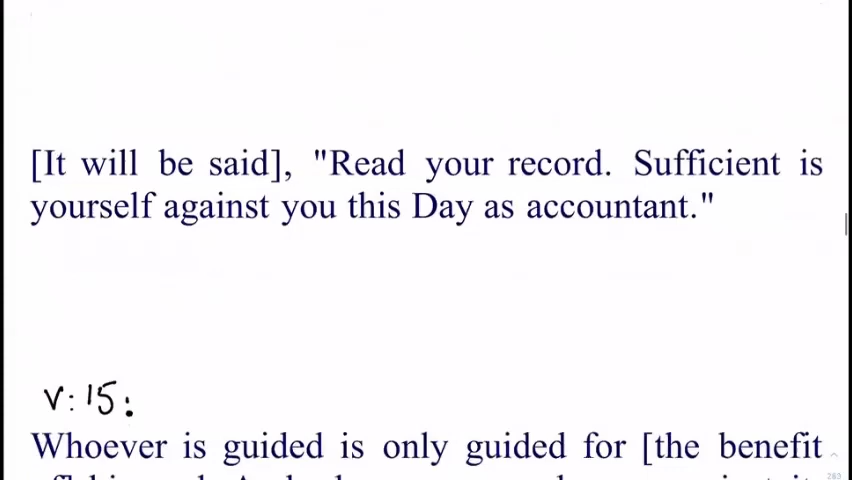 [It will be said], "Read your record. Sufficient is
yourself against you this Day as accountant."
v: 15:
Whoever is guided is only guided for [the benefit
263